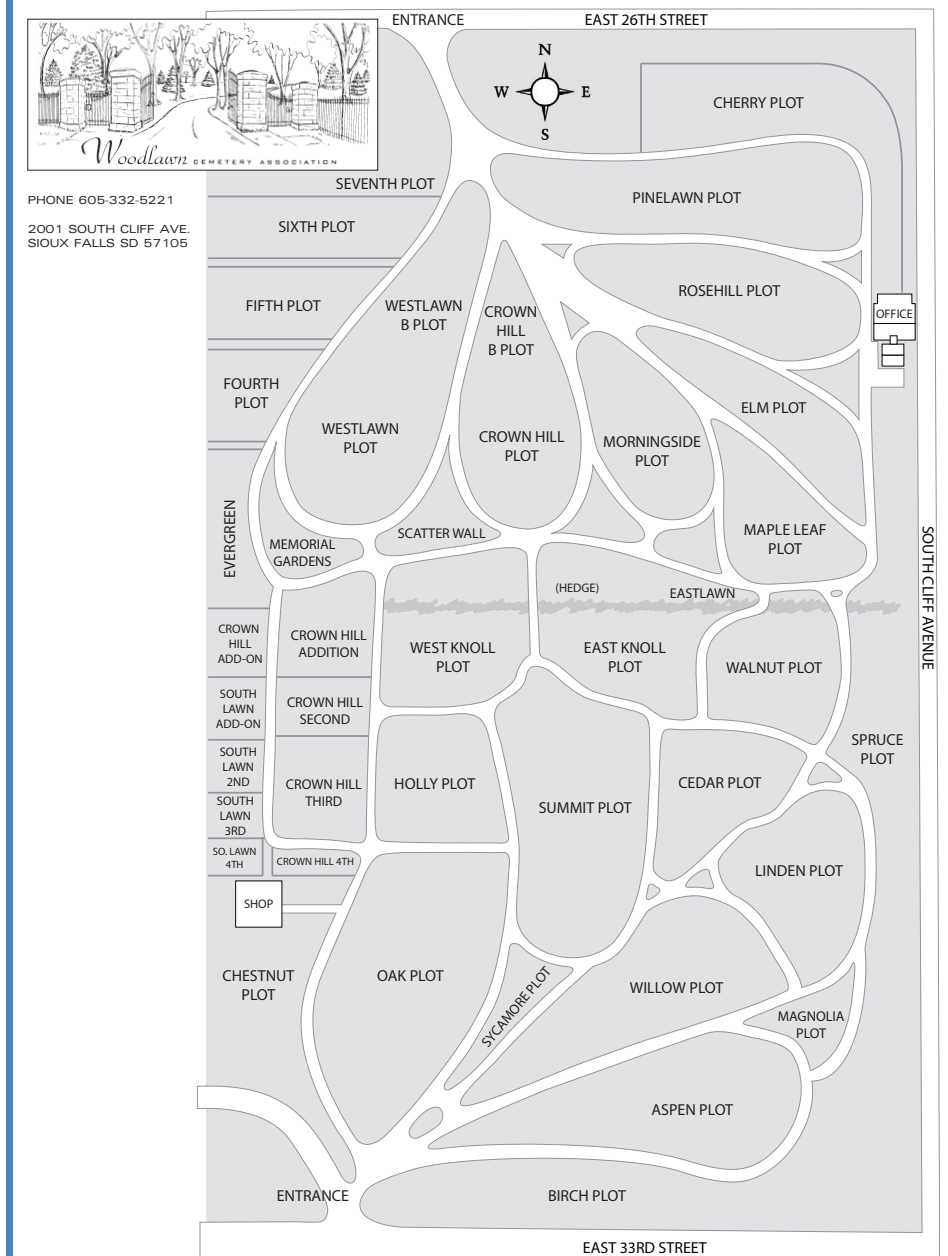 ENTRANCE
EAST 26TH STREET
N
W
E
S
Woodlawn CEMETERY ASSOCIATION
PHONE 605-332-5221
2001 SOUTH CLIFF AVE.
SIOUX FALLS SD 57105
CHERRY PLOT
SEVENTH PLOT
PINELAWN PLOT
SIXTH PLOT
ROSEHILL PLOT
FIFTH PLOT
WESTLAWN
B PLOT
CROWN
HILL
B PLOT
OFFICE
FOURTH
PLOT
ELM PLOT
WESTLAWN
PLOT
CROWN HILL
PLOT
MORNINGSIDE
PLOT
EVERGREEN
MEMORIAL
GARDENS
SCATTER WALL
MAPLE LEAF
PLOT
SOUTH CLIFF AVENUE
(HEDGE)
EASTLAWN
CROWN
HILL
ADD-ON
CROWN HILL
ADDITION
WEST KNOLL
PLOT
EAST KNOLL
PLOT
WALNUT PLOT
SOUTH
LAWN
ADD-ON
CROWN HILL
SECOND
SPRUCE
PLOT
SOUTH
LAWN
2ND
CROWN HILL
THIRD
HOLLY PLOT
SUMMIT PLOT
CEDAR PLOT
SOUTH
LAWN
3RD
SO. LAWN
4TH
CROWN HILL 4TH
LINDEN PLOT
SHOP
CHESTNUT
PLOT
OAK PLOT
SYCAMORE PLOT
WILLOW PLOT
MAGNOLIA
PLOT
ASPEN PLOT
ENTRANCE
BIRCH PLOT
EAST 33RD STREET